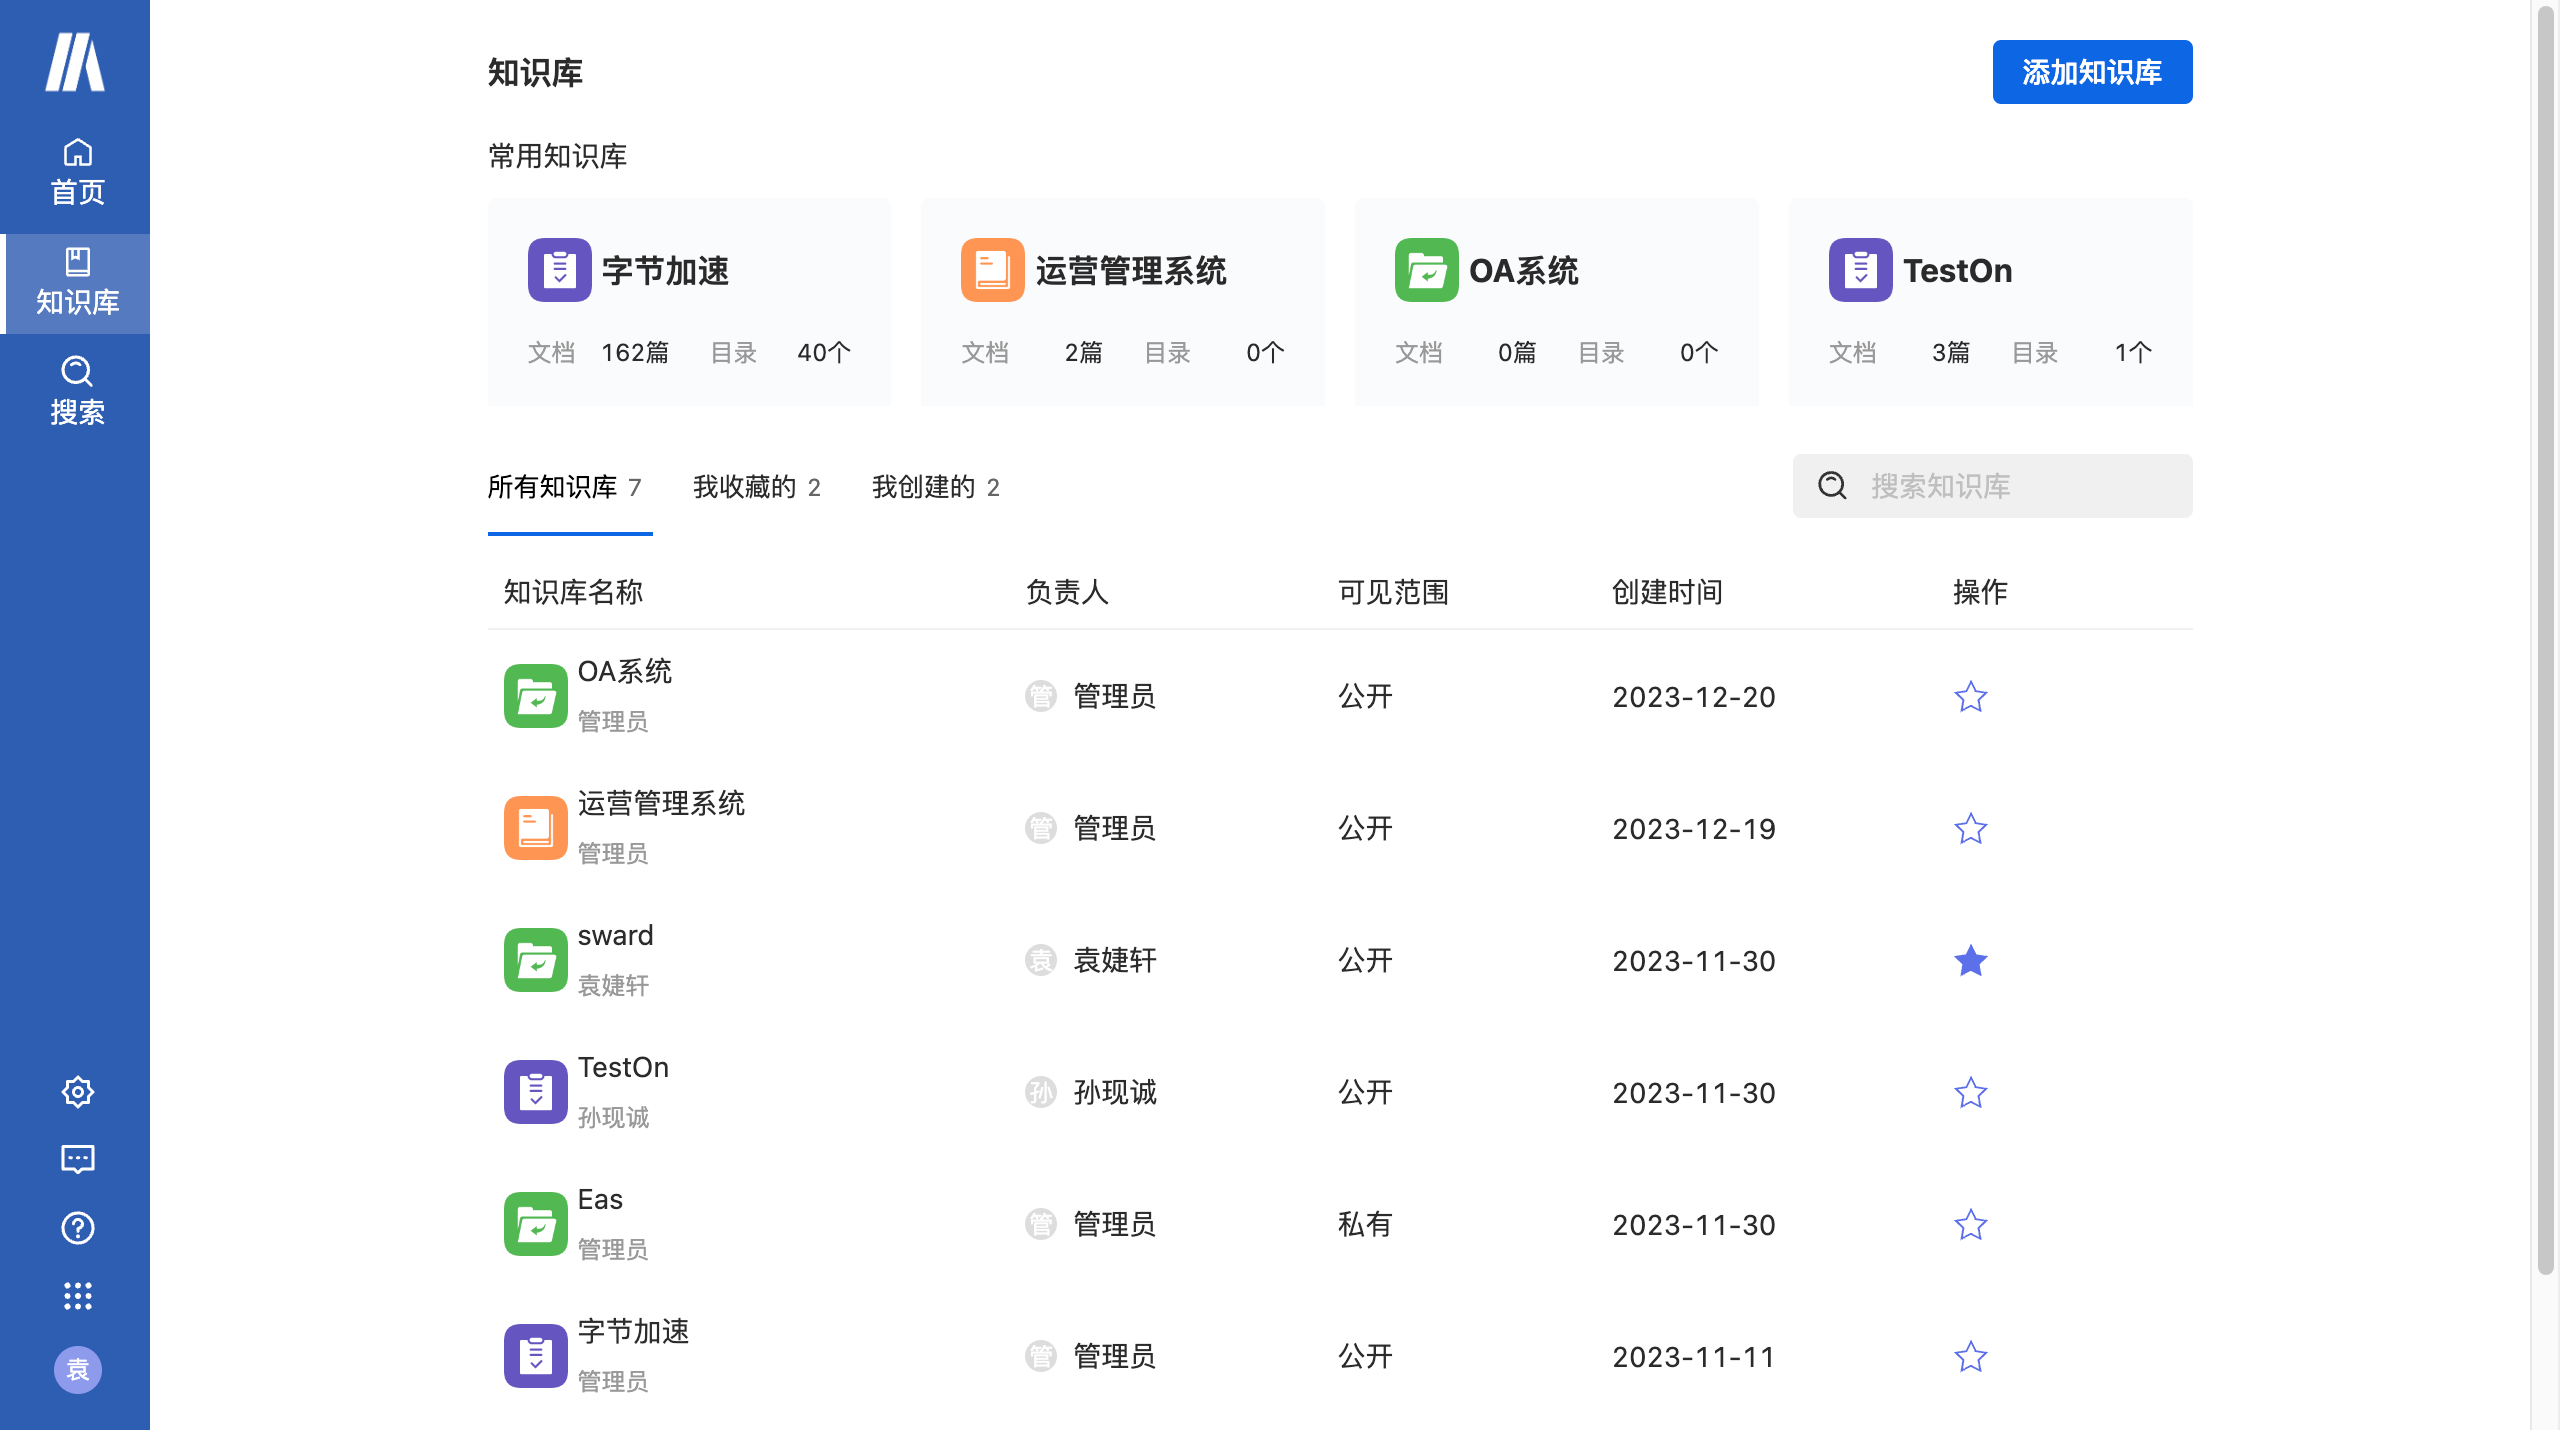 首页
知识库
搜索
袁
知识库
添加知识库
常用知识库
字节加速
文档 162篇 目录 40个
运营管理系统
文档 2篇 目录 0个
OA系统
文档 0篇 目录 0个
TestOn
文档 3篇 目录 1个
所有知识库 7 我收藏的 2 我创建的 2
搜索知识库
知识库名称 负责人 可见范围 创建时间 操作
OA系统
管理员
管 管理员 公开 2023-12-20
运营管理系统
管理员
管 管理员 公开 2023-12-19
sward
袁婕轩
袁 袁婕轩 公开 2023-11-30
TestOn
孙现诚
孙 孙现诚 公开 2023-11-30
Eas
管理员
管 管理员 私有 2023-11-30
字节加速
管理员
管 管理员 公开 2023-11-11